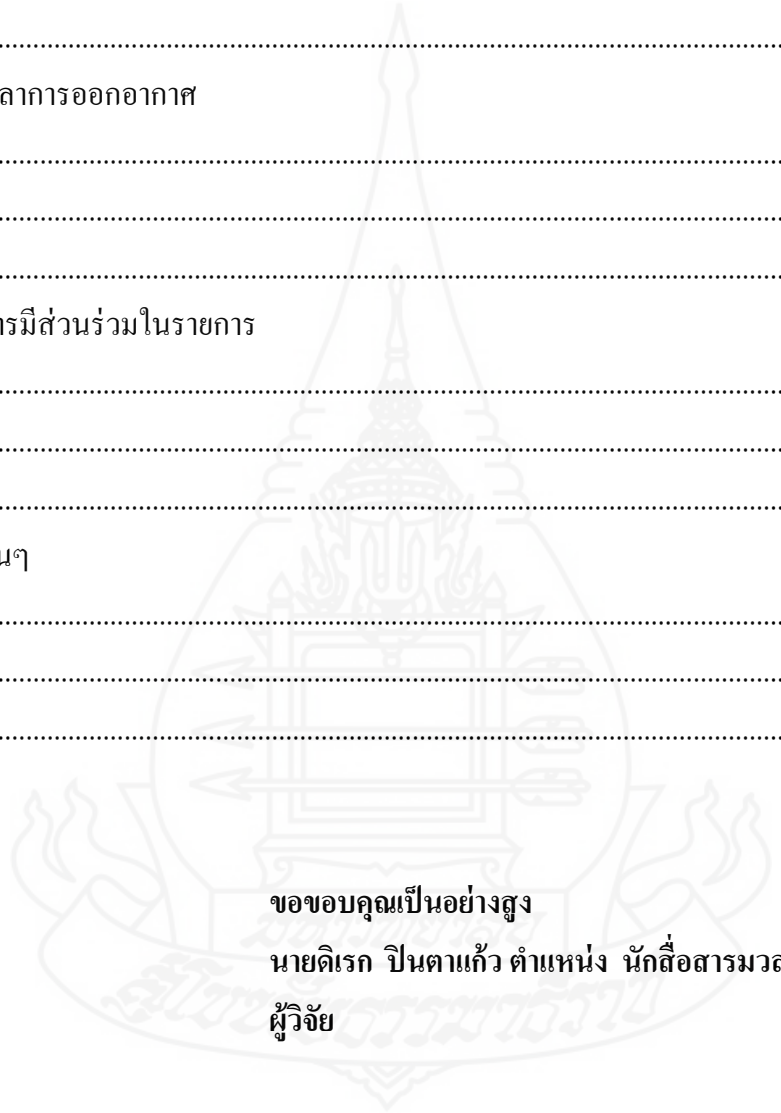 ลาการออกอากาศ
ารมีส่วนร่วมในรายการ
นๆ
ขอขอบคุณเป็นอย่างสูง
นายดิเรก ปินตาแก้ว ตำแหน่ง นักสื่อสารมวล
ผู้วิจัย